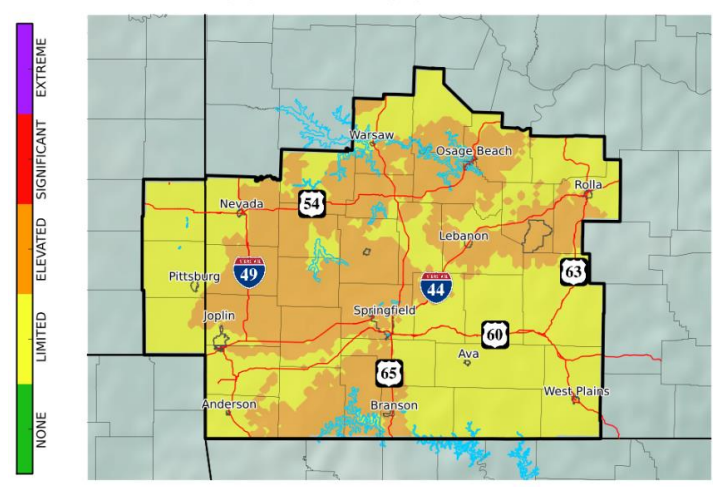 EXTREME
SIGNIFICANT
ELEVATED
LIMITED
NONE
Warsaw
Osage Beach
Rolla
Nevada
54
Lebanon
Pittsburg
49
63
44
Joplin
Springfield
60
Ava
65
West Plains
Anderson
Branson